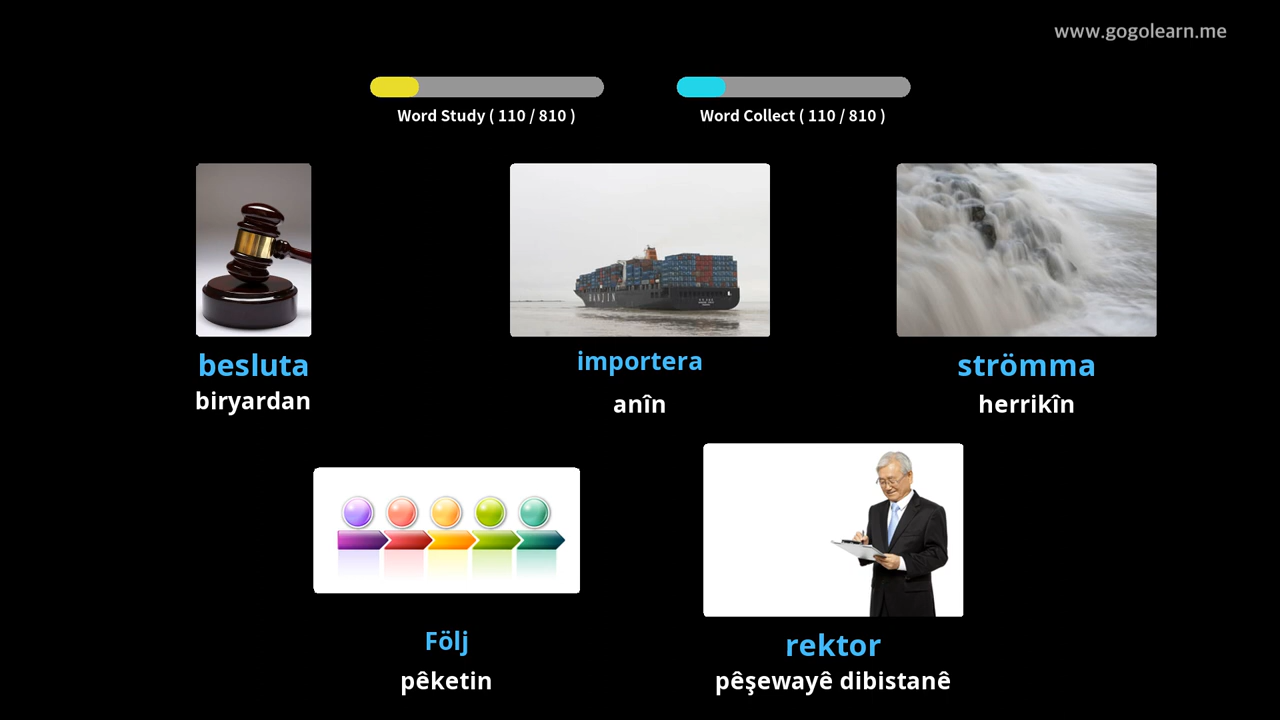 www.gogolearn.me
Word Study ( 110 / 810 )
Word Collect ( 110 / 810 )
besluta
biryardan
importera
anîn
strömma
herrikîn
Följ
pêketin
rektor
pêşewayê dibistanê